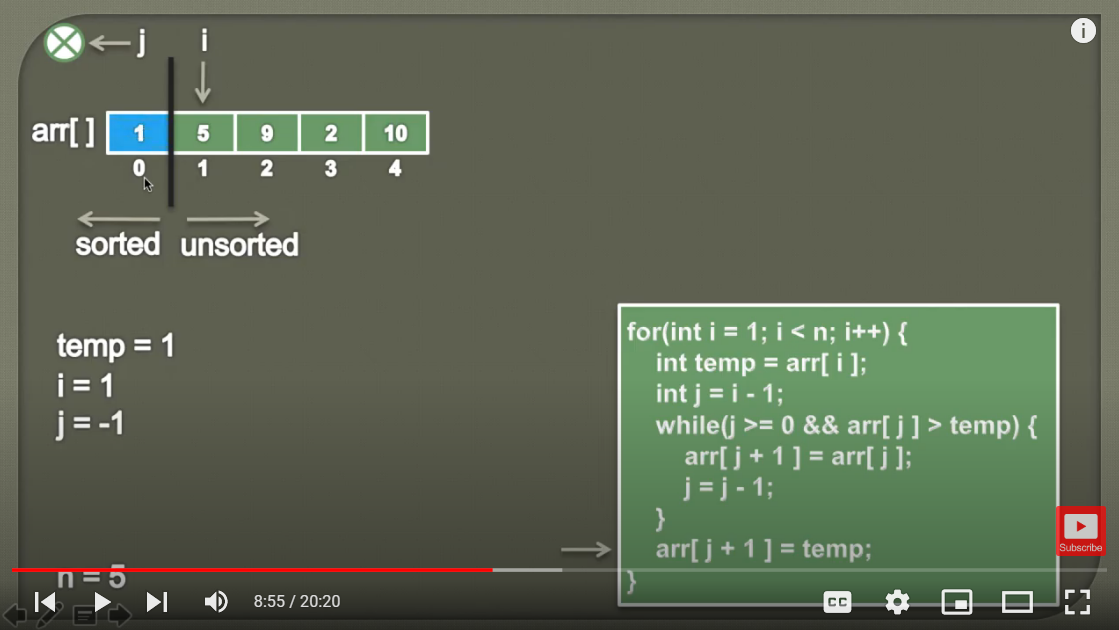 j i
arr[ ] 1 5 9 2 10
0 1 2 3 4
sorted unsorted
temp = 1
i = 1
j = -1
n = 5
for(int i = 1; i < n; i++) {
int temp = arr[ i ];
int j = i - 1;
while(j >= 0 && arr[ j ] > temp) {
arr[ j + 1 ] = arr[ j ];
j = j - 1;
}
arr[ j + 1 ] = temp;
}
Subscribe
8:55 / 20:20
CC